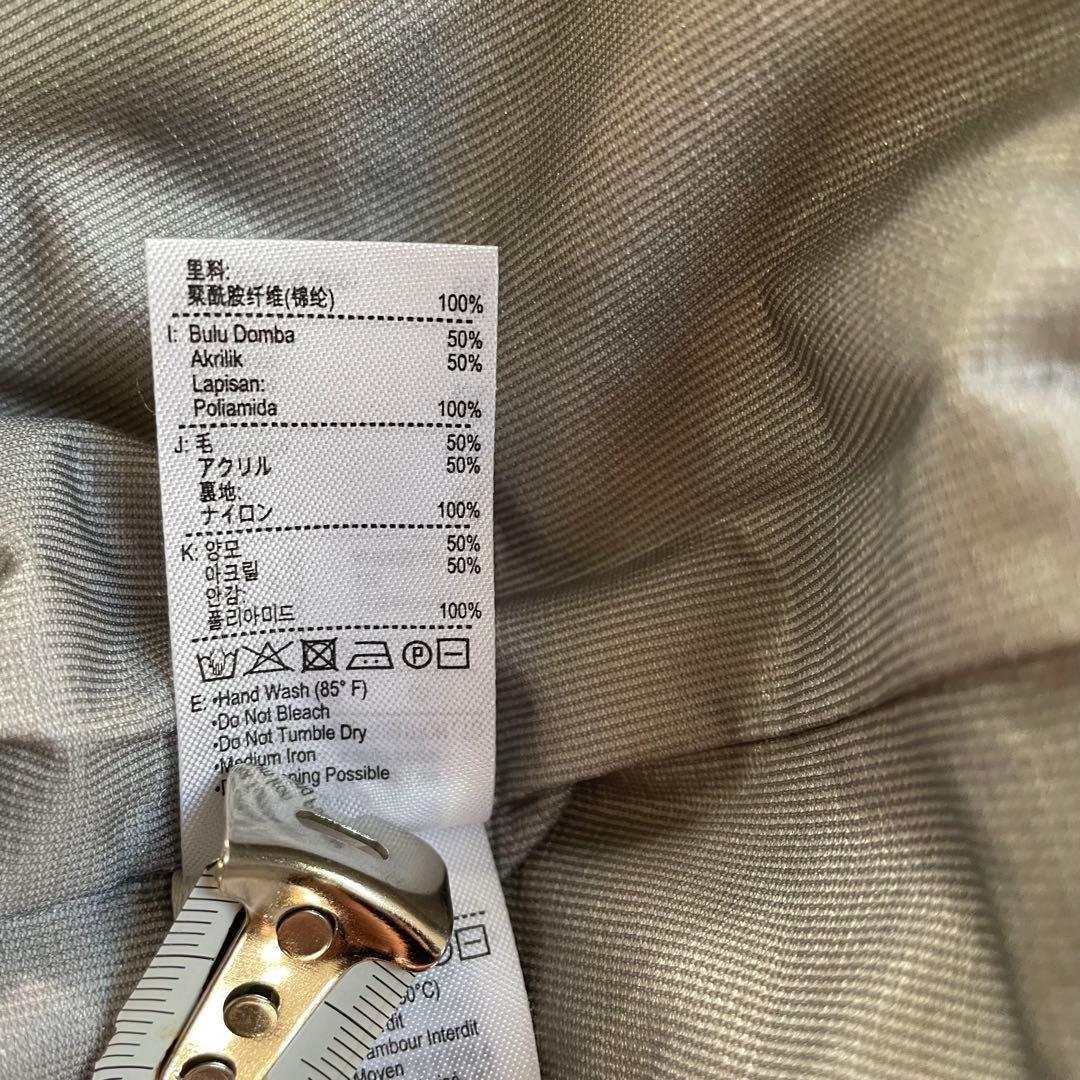 里料:
聚酰胺纤维(锦纶) 100%
I: Bulu Domba 50%
Akrilik 50%
Lapisan:
Poliamida 100%
J: 毛 50%
アクリル 50%
裏地:
ナイロン 100%
K: 양모 50%
아크릴 50%
안감:
폴리아미드 100%
P
E: •Hand Wash (85° F)
•Do Not Bleach
•Do Not Tumble Dry
•Medium Iron
Possible
Interdit
Moyen